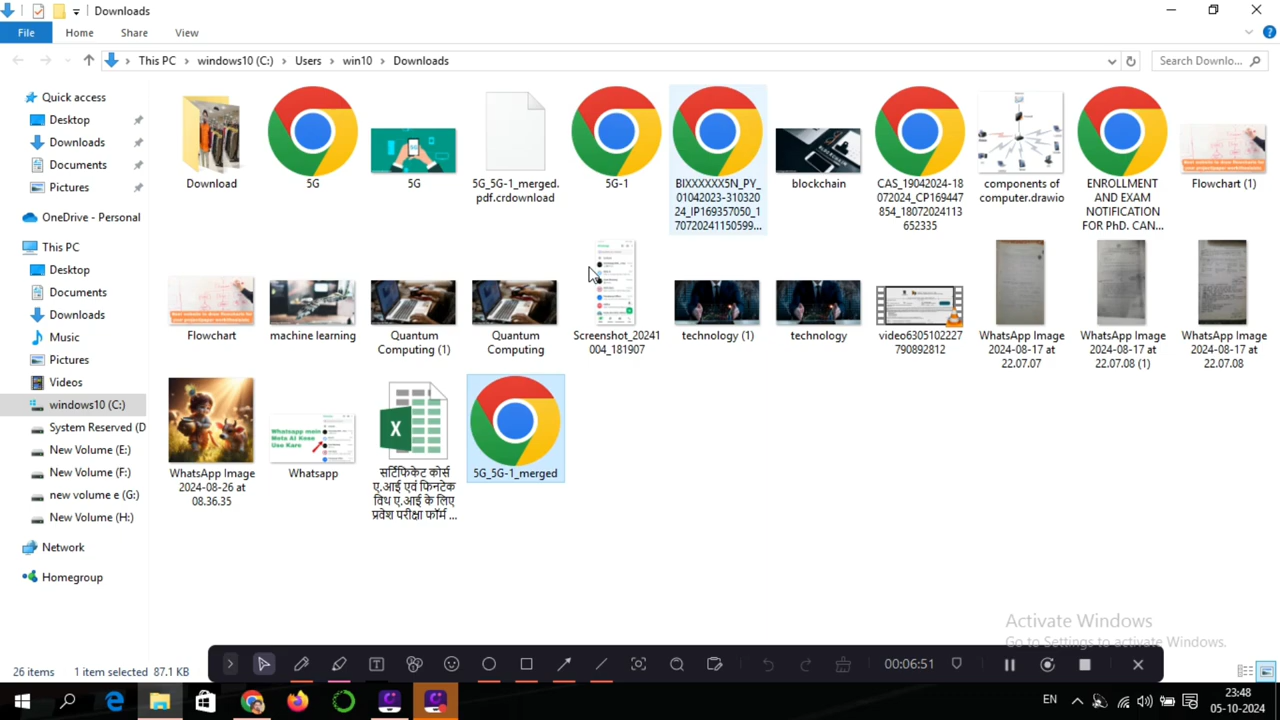 Downloads
File Home Share View
This PC windows10 (C:) Users win10 Downloads
Search Downlo...
Quick access
Desktop
Downloads
Documents
Pictures
OneDrive - Personal
This PC
Desktop
Documents
Downloads
Music
Pictures
Videos
windows10 (C:)
System Reserved (D
New Volume (E:)
New Volume (F:)
new volume e (G:)
New Volume (H:)
Network
Homegroup
Download
5G
5G
5G_5G-1_merged.
pdf.crdownload
5G-1
BIXXXXXX5N_PY_
01042023-310320
24_IP169357050_1
70720241150599...
blockchain
CAS_19042024-18
072024_CP169447
854_18072024113
652335
components of
computer.drawio
ENROLLMENT
AND EXAM
NOTIFICATION
FOR PhD. CAN...
Flowchart (1)
Flowchart
machine learning
Quantum
Computing (1)
Quantum
Computing
Screenshot_20241
004_181907
technology (1)
technology
video6305102227
790892812
WhatsApp Image
2024-08-17 at
22.07.07
WhatsApp Image
2024-08-17 at
22.07.08 (1)
WhatsApp Image
2024-08-17 at
22.07.08
WhatsApp Image
2024-08-26 at
08.36.35
Whatsapp mein
Meta AI Kaise
Use Kare
Whatsapp
सर्टिफिकेट कोर्स
ए.आई एवं फिनटेक
विथ ए.आई के लिए
प्रवेश परीक्षा फॉर्म ...
5G_5G-1_merged
Activate Windows
Go to Settings to activate Windows.
26 items 1 item selected 87.1 KB
00:06:51
EN
23:48
05-10-2024